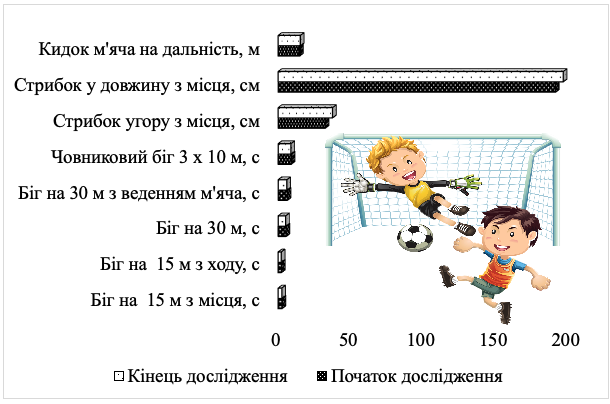 Кидок м'яча на дальність, м
Стрибок у довжину з місця, см
Стрибок угору з місця, см
Човниковий біг 3 х 10 м, с
Біг на 30 м з веденням м'яча, с
Біг на 30 м, с
Біг на 15 м з ходу, с
Біг на 15 м з місця, с
0 50 100 150 200
Кінець дослідження Початок дослідження